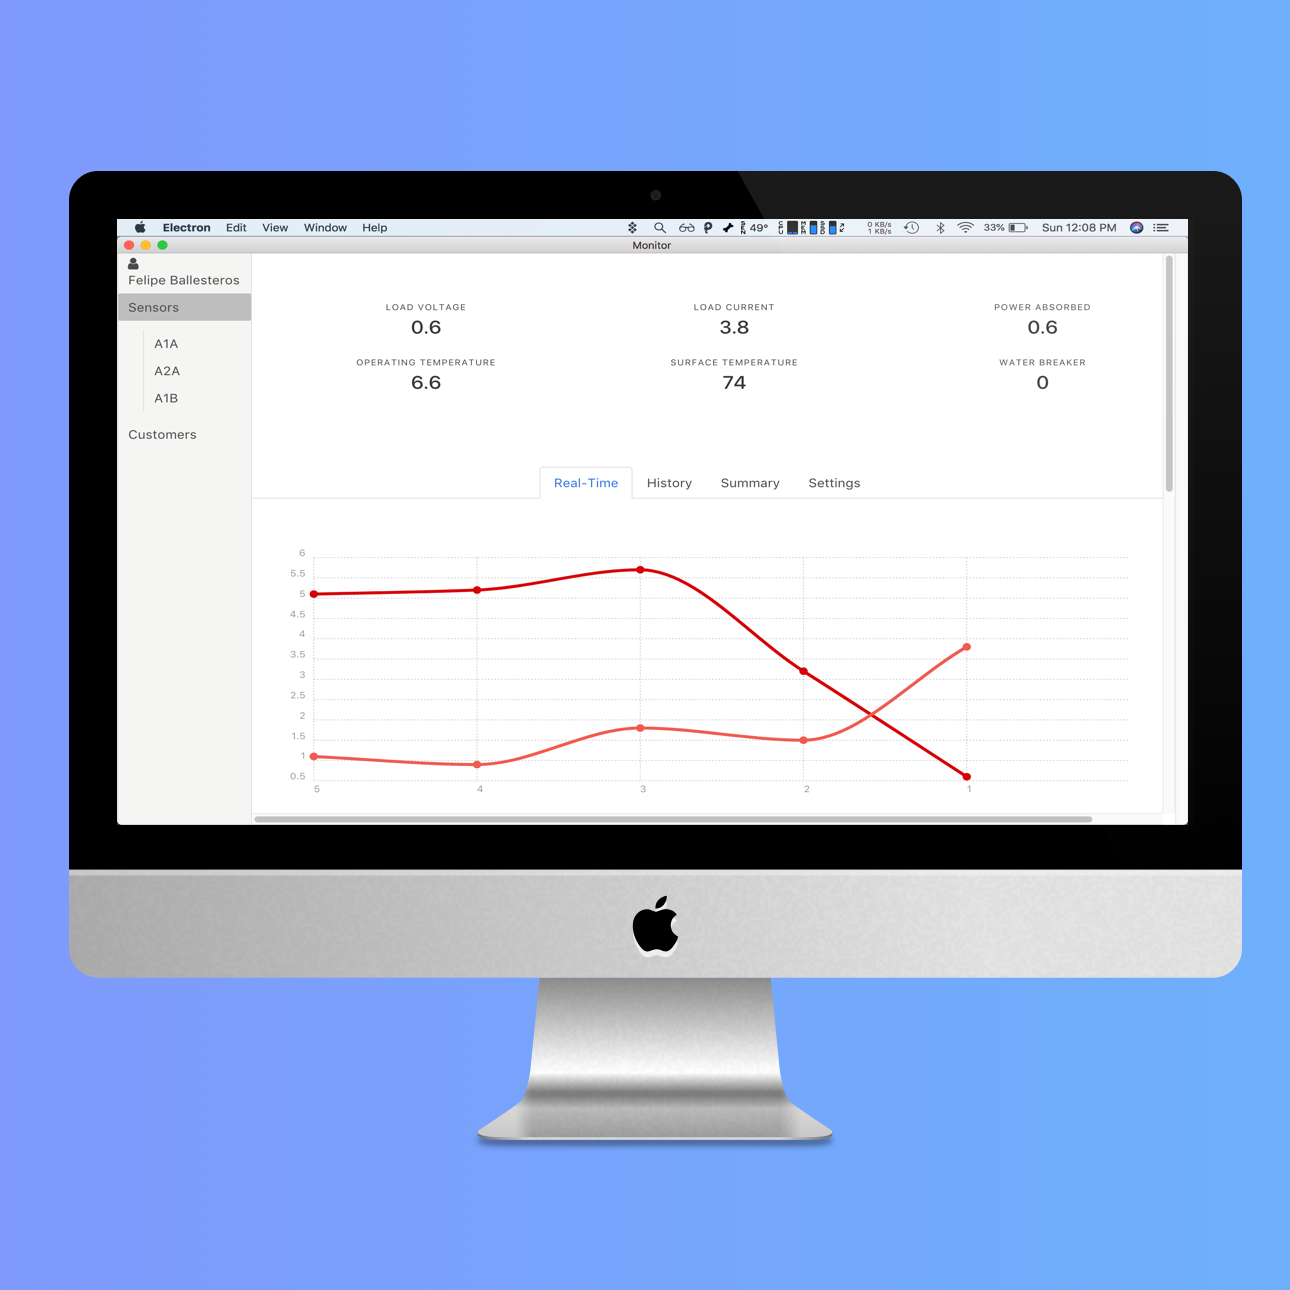 Electron Edit View Window Help 49° 0 KB/s 33% Sun 12:08 PM
1 KB/s
Monitor
Felipe Ballesteros
Sensors
A1A
A2A
A1B
Customers
LOAD VOLTAGE LOAD CURRENT POWER ABSORBED
0.6 3.8 0.6
OPERATING TEMPERATURE SURFACE TEMPERATURE WATER BREAKER
6.6 74 0
Real-Time History Summary Settings
6
5.5
5
4.5
4
3.5
3
2.5
2
1.5
1
0.5
5 4 3 2 1